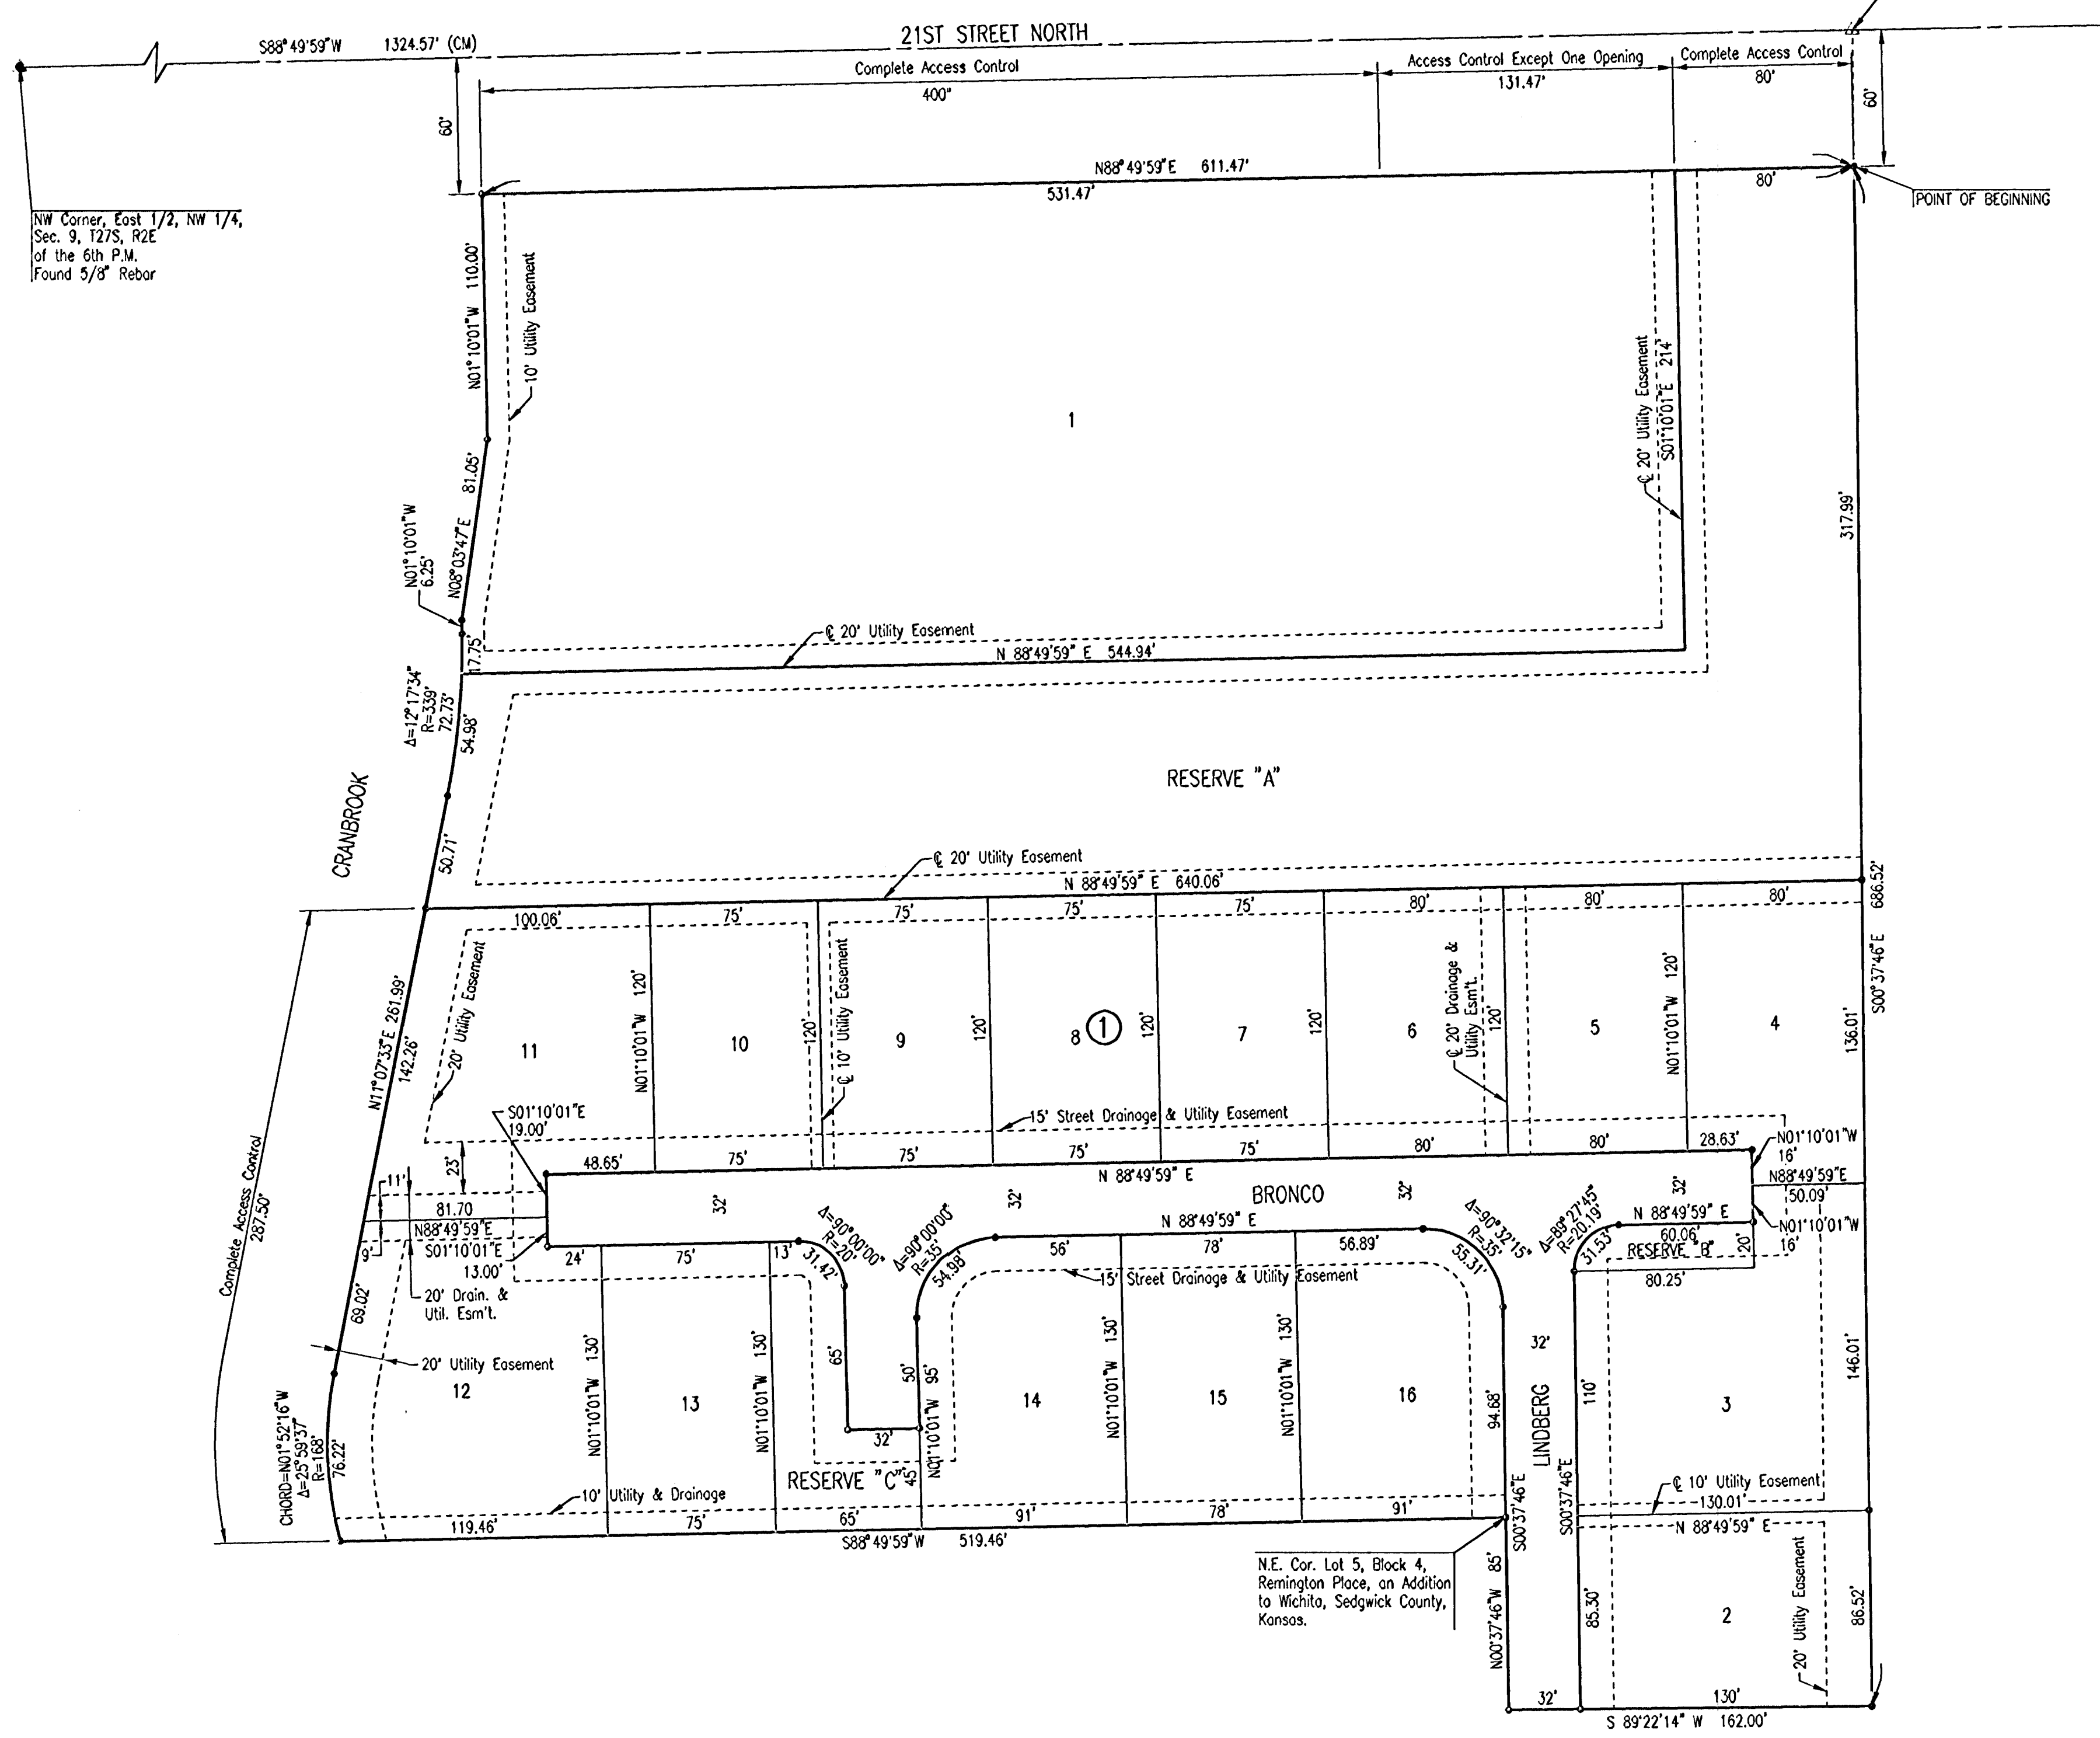 21ST STREET NORTH
S88°49'59"W 1324.57' (CM)
Complete Access Control
400"
Access Control Except One Opening
131.47'
Complete Access Control
80'
60'
60'
N88°49'59"E 611.47'
531.47'
80'
POINT OF BEGINNING
NW Corner, East 1/2, NW 1/4,
Sec. 9, T27S, R2E
of the 6th P.M.
Found 5/8" Rebar
N01°10'01"W 110.00'
10' Utility Easement
1
℄ 20' Utility Easement
S01°10'01"E 214'
317.99'
81.05'
N08°03'47"E
N01°10'01"W
6.25'
17.75'
℄ 20' Utility Easement
N 88°49'59" E 544.94'
Δ=12°17'34"
R=339'
72.73'
54.98'
RESERVE "A"
CRANBROOK
50.71'
℄ 20' Utility Easement
N 88°49'59" E 640.06'
686.52'
S00°37'46"E
100.06'
75'
75'
75'
75'
80'
80'
80'
20' Utility Easement
N11°07'33"E 261.99'
142.26'
11
N01°10'01"W 120'
10
120'
℄ 10' Utility Easement
9
120'
8
1
120'
7
120'
6
℄ 20' Drainage &
Utility Esm't.
120'
5
N01°10'01"W 120'
4
136.01'
S01°10'01"E
19.00'
15' Street Drainage & Utility Easement
Complete Access Control
287.50'
23'
48.65'
75'
75'
75'
75'
80'
80'
28.63'
N01°10'01"W
16'
N 88°49'59" E
11'
81.70
N88°49'59"E
9'
S01°10'01"E
13.00'
32'
32'
BRONCO
32'
32'
N88°49'59"E
50.09'
N01°10'01"W
16'
24'
75'
13'
31.42'
Δ=90°00'00"
R=20'
Δ=90°00'00"
R=35'
54.98'
N 88°49'59" E
56'
78'
56.89'
Δ=90°32'15"
R=35'
55.31'
Δ=89°27'45"
R=20.19'
31.53'
N 88°49'59" E
60.06'
RESERVE "B"
20'
80.25'
15' Street Drainage & Utility Easement
20' Drain. &
Util. Esm't.
69.02'
20' Utility Easement
12
N01°10'01"W 130'
13
N01°10'01"W 130'
65'
32'
50'
N01°10'01"W 95'
45'
RESERVE "C"
14
N01°10'01"W 130'
15
N01°10'01"W 130'
16
94.68'
32'
LINDBERG
110'
3
146.01'
CHORD=N01°52'16"W
Δ=25°59'37"
R=168'
76.22'
10' Utility & Drainage
119.46'
75'
65'
91'
78'
91'
S88°49'59"W 519.46'
S00°37'46"E
S00°37'46"E
℄ 10' Utility Easement
130.01'
N 88°49'59" E
N.E. Cor. Lot 5, Block 4,
Remington Place, an Addition
to Wichita, Sedgwick County,
Kansas.
N00°37'46"W 85'
85.30'
2
20' Utility Easement
86.52'
32'
130'
S 89°22'14" W 162.00'